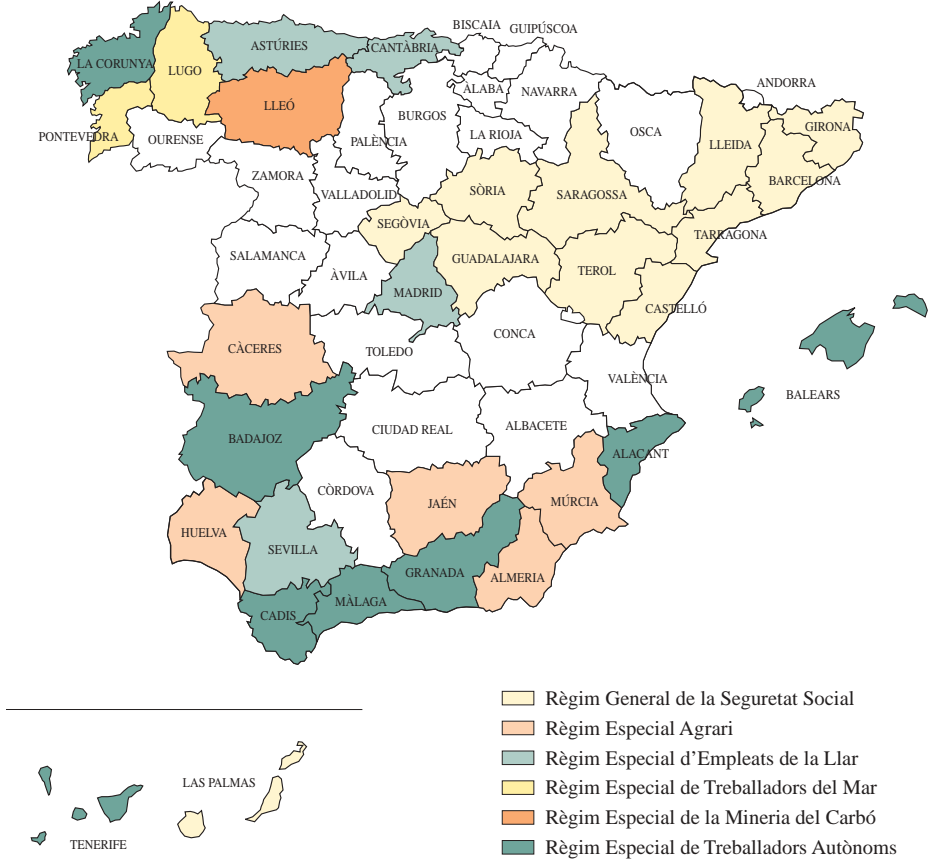 BISCAIA
GUIPÚSCOA
ASTÚRIES
CANTÀBRIA
LA CORUNYA
LUGO
ANDORRA
ALABA
NAVARRA
LLEÓ
BURGOS
OSCA
GIRONA
PONTEVEDRA
OURENSE
PALÈNCIA
LA RIOJA
LLEIDA
ZAMORA
BARCELONA
VALLADOLID
SÒRIA
SARAGOSSA
SEGÒVIA
TARRAGONA
SALAMANCA
GUADALAJARA
ÀVILA
TEROL
MADRID
CASTELLÓ
CONCA
CÀCERES
TOLEDO
VALÈNCIA
BALEARS
CIUDAD REAL
ALBACETE
BADAJOZ
ALACANT
CÒRDOVA
JAÉN
MÚRCIA
HUELVA
SEVILLA
GRANADA
ALMERIA
MÀLAGA
CADIS
LAS PALMAS
TENERIFE
Règim General de la Seguretat Social
Règim Especial Agrari
Règim Especial d’Empleats de la Llar
Règim Especial de Treballadors del Mar
Règim Especial de la Mineria del Carbó
Règim Especial de Treballadors Autònoms